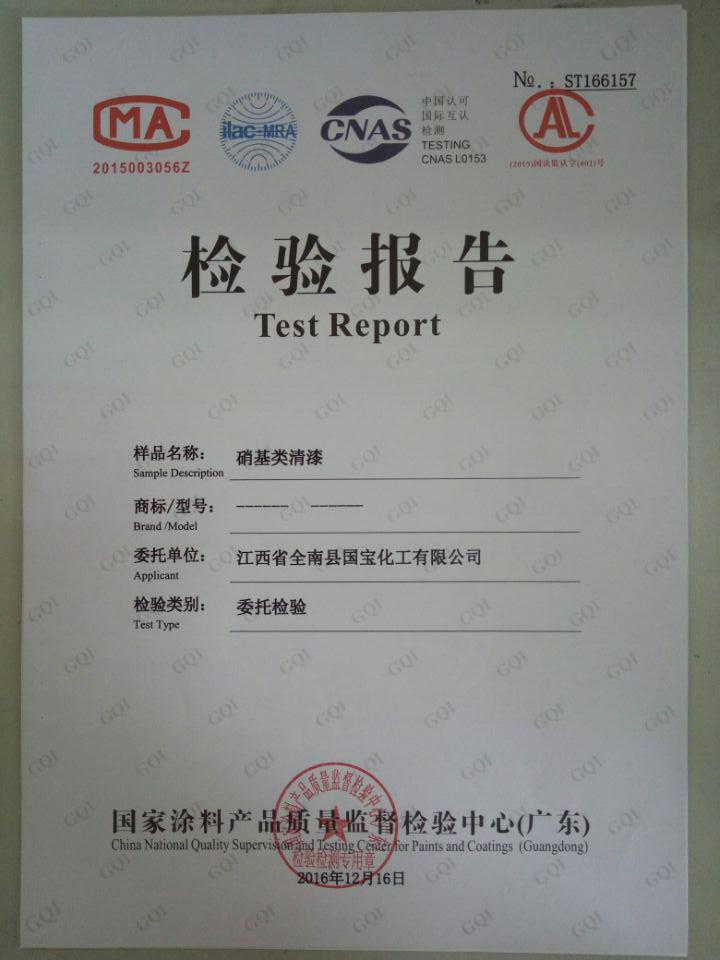 №.: ST166157
MA
2015003056Z
ilac-MRA
CNAS
中国认可
国际互认
检测
TESTING
CNAS L0153
AL
(2015)国认监认字(401)号
检验报告
Test Report
样品名称： 硝基类清漆
Sample Description
商标/型号： —————— ——————
Brand /Model
委托单位： 江西省全南县国宝化工有限公司
Applicant
检验类别： 委托检验
Test Type
国家涂料产品质量监督检验中心(广东)
China National Quality Supervision and Testing Center for Paints and Coatings (Guangdong)
检验检测专用章
2016年12月16日
GQI